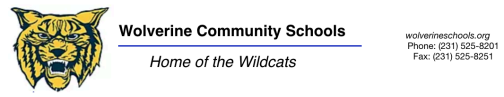 Wolverine Community Schools
Home of the Wildcats
wolverineschools.org
Phone: (231) 525-8201
Fax: (231) 525-8251